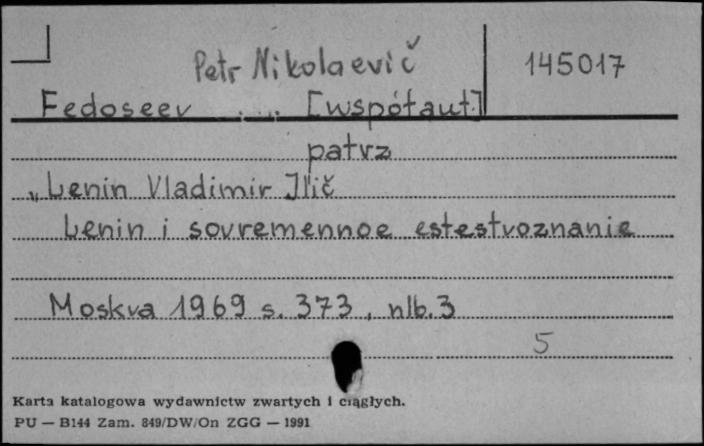 Petr Nikolaevič 145017
Fedoseev ..... [współaut]
patrz
„Lenin Vladimir Il'ič
Lenin i sovremennoe estestvoznanie
Moskva 1969 s. 373, nlb. 3
5
Karta katalogowa wydawnictw zwartych i ciągłych.
PU — B144 Zam. 849/DW/On ZGG — 1991